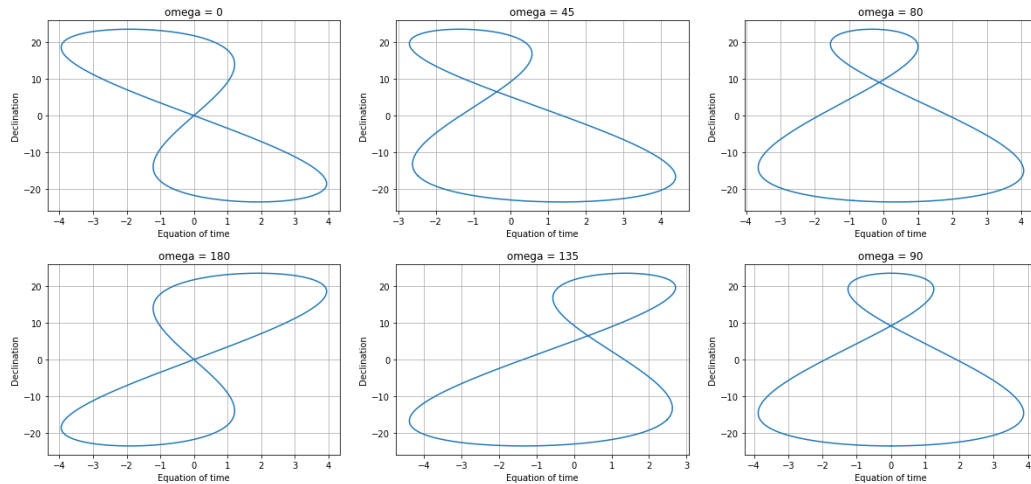 omega = 0
20
10
0
−10
−20
Declination
−4 −3 −2 −1 0 1 2 3 4
Equation of time
omega = 45
20
10
0
−10
−20
Declination
−3 −2 −1 0 1 2 3 4
Equation of time
omega = 80
20
10
0
−10
−20
Declination
−4 −3 −2 −1 0 1 2 3 4
Equation of time
omega = 180
20
10
0
−10
−20
Declination
−4 −3 −2 −1 0 1 2 3 4
Equation of time
omega = 135
20
10
0
−10
−20
Declination
−4 −3 −2 −1 0 1 2 3
Equation of time
omega = 90
20
10
0
−10
−20
Declination
−4 −3 −2 −1 0 1 2 3 4
Equation of time